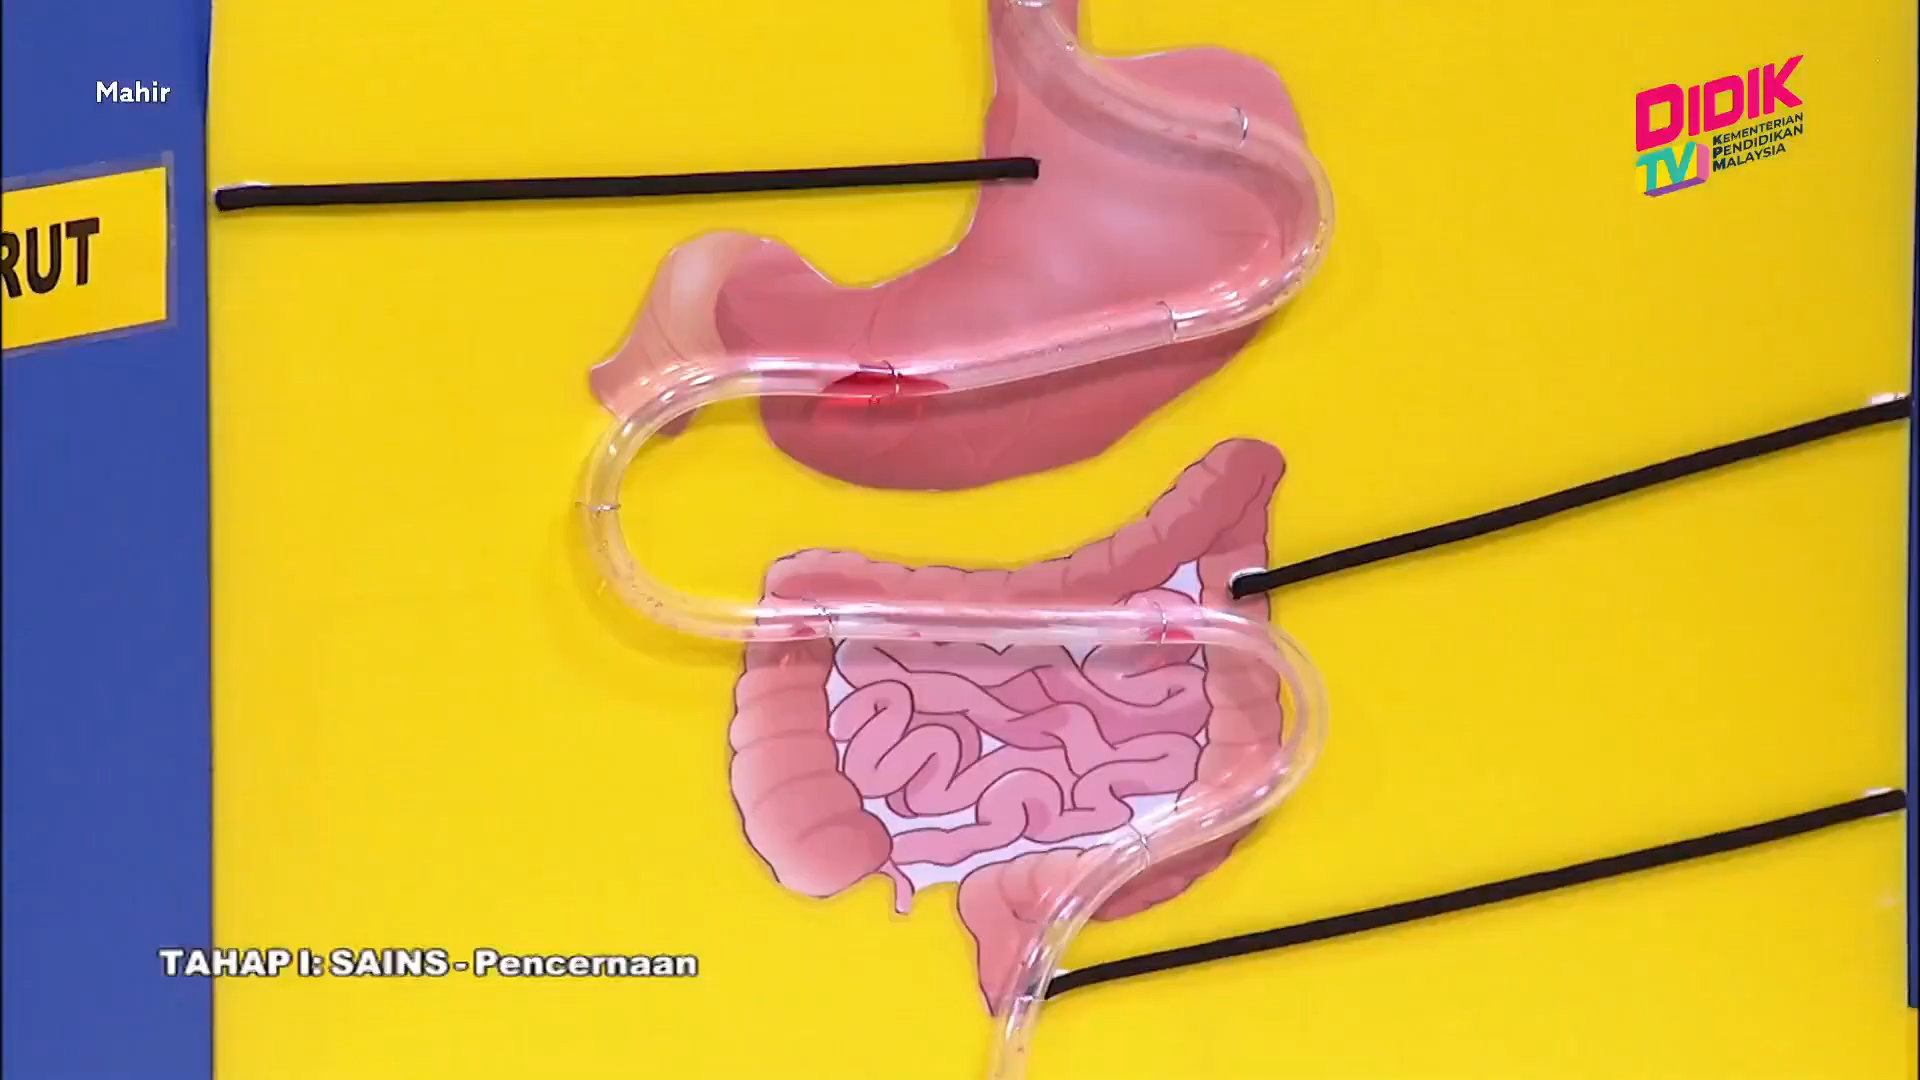 Mahir
DIDIK
TV
KEMENTERIAN
PENDIDIKAN
MALAYSIA
RUT
TAHAP I: SAINS - Pencernaan